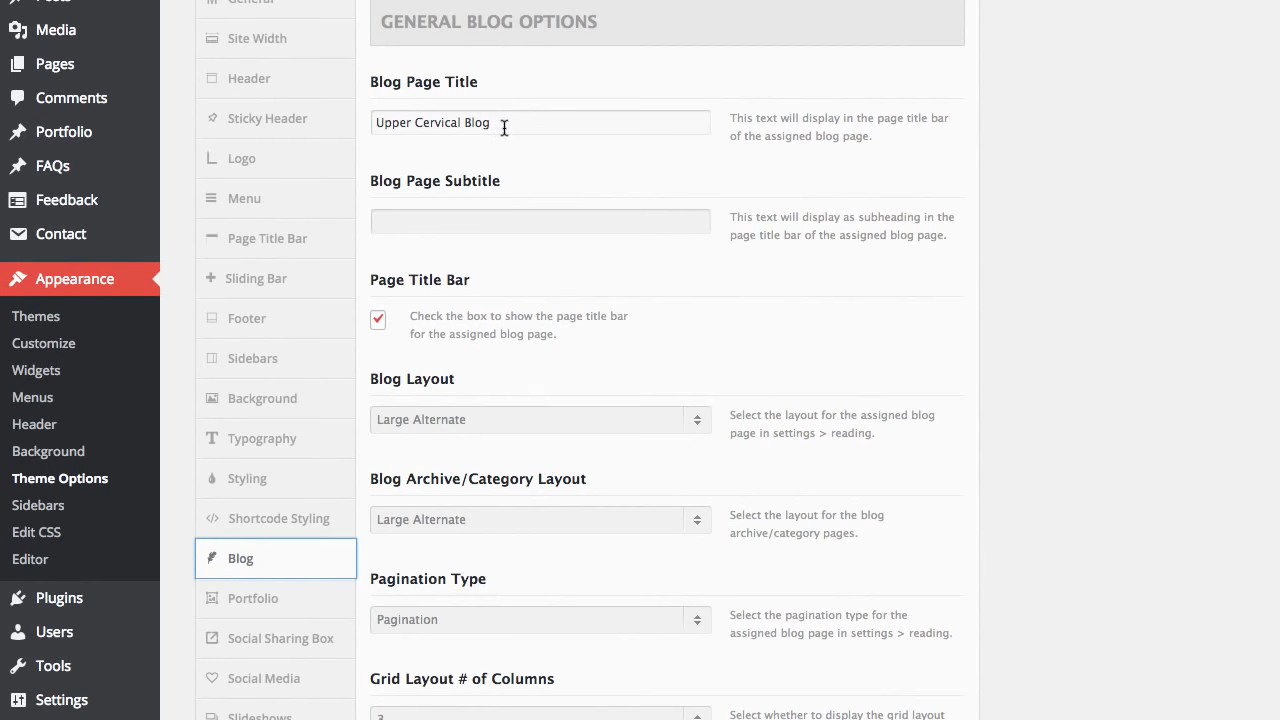 Posts
Media
Pages
Comments
Portfolio
FAQs
Feedback
Contact
Appearance
Themes
Customize
Widgets
Menus
Header
Background
Theme Options
Sidebars
Edit CSS
Editor
Plugins
Users
Tools
Settings
General
Site Width
Header
Sticky Header
Logo
Menu
Page Title Bar
Sliding Bar
Footer
Sidebars
Background
Typography
Styling
Shortcode Styling
Blog
Portfolio
Social Sharing Box
Social Media
Slideshows
GENERAL BLOG OPTIONS
Blog Page Title
Upper Cervical Blog
This text will display in the page title bar
of the assigned blog page.
Blog Page Subtitle
This text will display as subheading in the
page title bar of the assigned blog page.
Page Title Bar
Check the box to show the page title bar
for the assigned blog page.
Blog Layout
Large Alternate
Select the layout for the assigned blog
page in settings > reading.
Blog Archive/Category Layout
Large Alternate
Select the layout for the blog
archive/category pages.
Pagination Type
Pagination
Select the pagination type for the
assigned blog page in settings > reading.
Grid Layout # of Columns
3
Select whether to display the grid layout